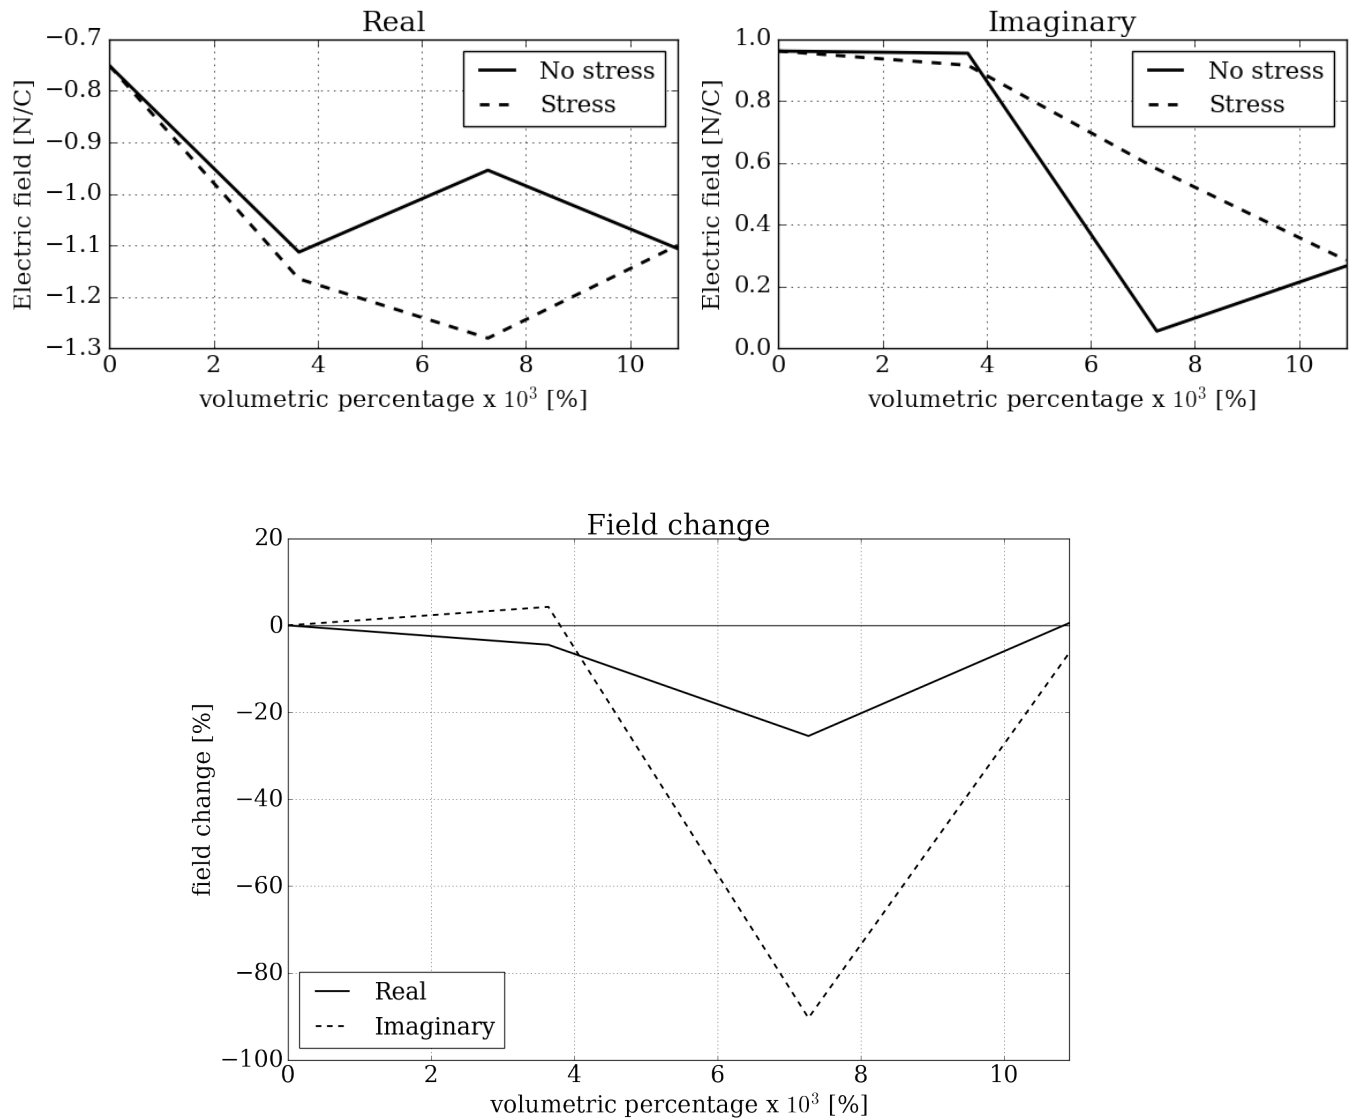 Real
−0.7
−0.8
−0.9
−1.0
−1.1
−1.2
−1.3
Electric field [N/C]
No stress
Stress
0 2 4 6 8 10
volumetric percentage x 10³ [%]
Imaginary
1.0
0.8
0.6
0.4
0.2
0.0
Electric field [N/C]
No stress
Stress
0 2 4 6 8 10
volumetric percentage x 10³ [%]
Field change
20
0
−20
−40
−60
−80
−100
field change [%]
Real
Imaginary
0 2 4 6 8 10
volumetric percentage x 10³ [%]